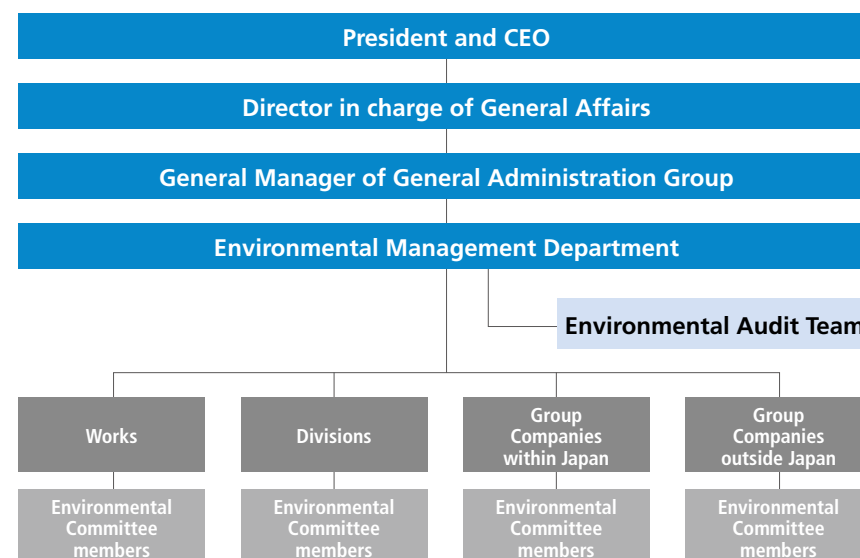 President and CEO
Director in charge of General Affairs
General Manager of General Administration Group
Environmental Management Department
Environmental Audit Team
Works
Divisions
Group
Companies
within Japan
Group
Companies
outside Japan
Environmental
Committee
members
Environmental
Committee
members
Environmental
Committee
members
Environmental
Committee
members